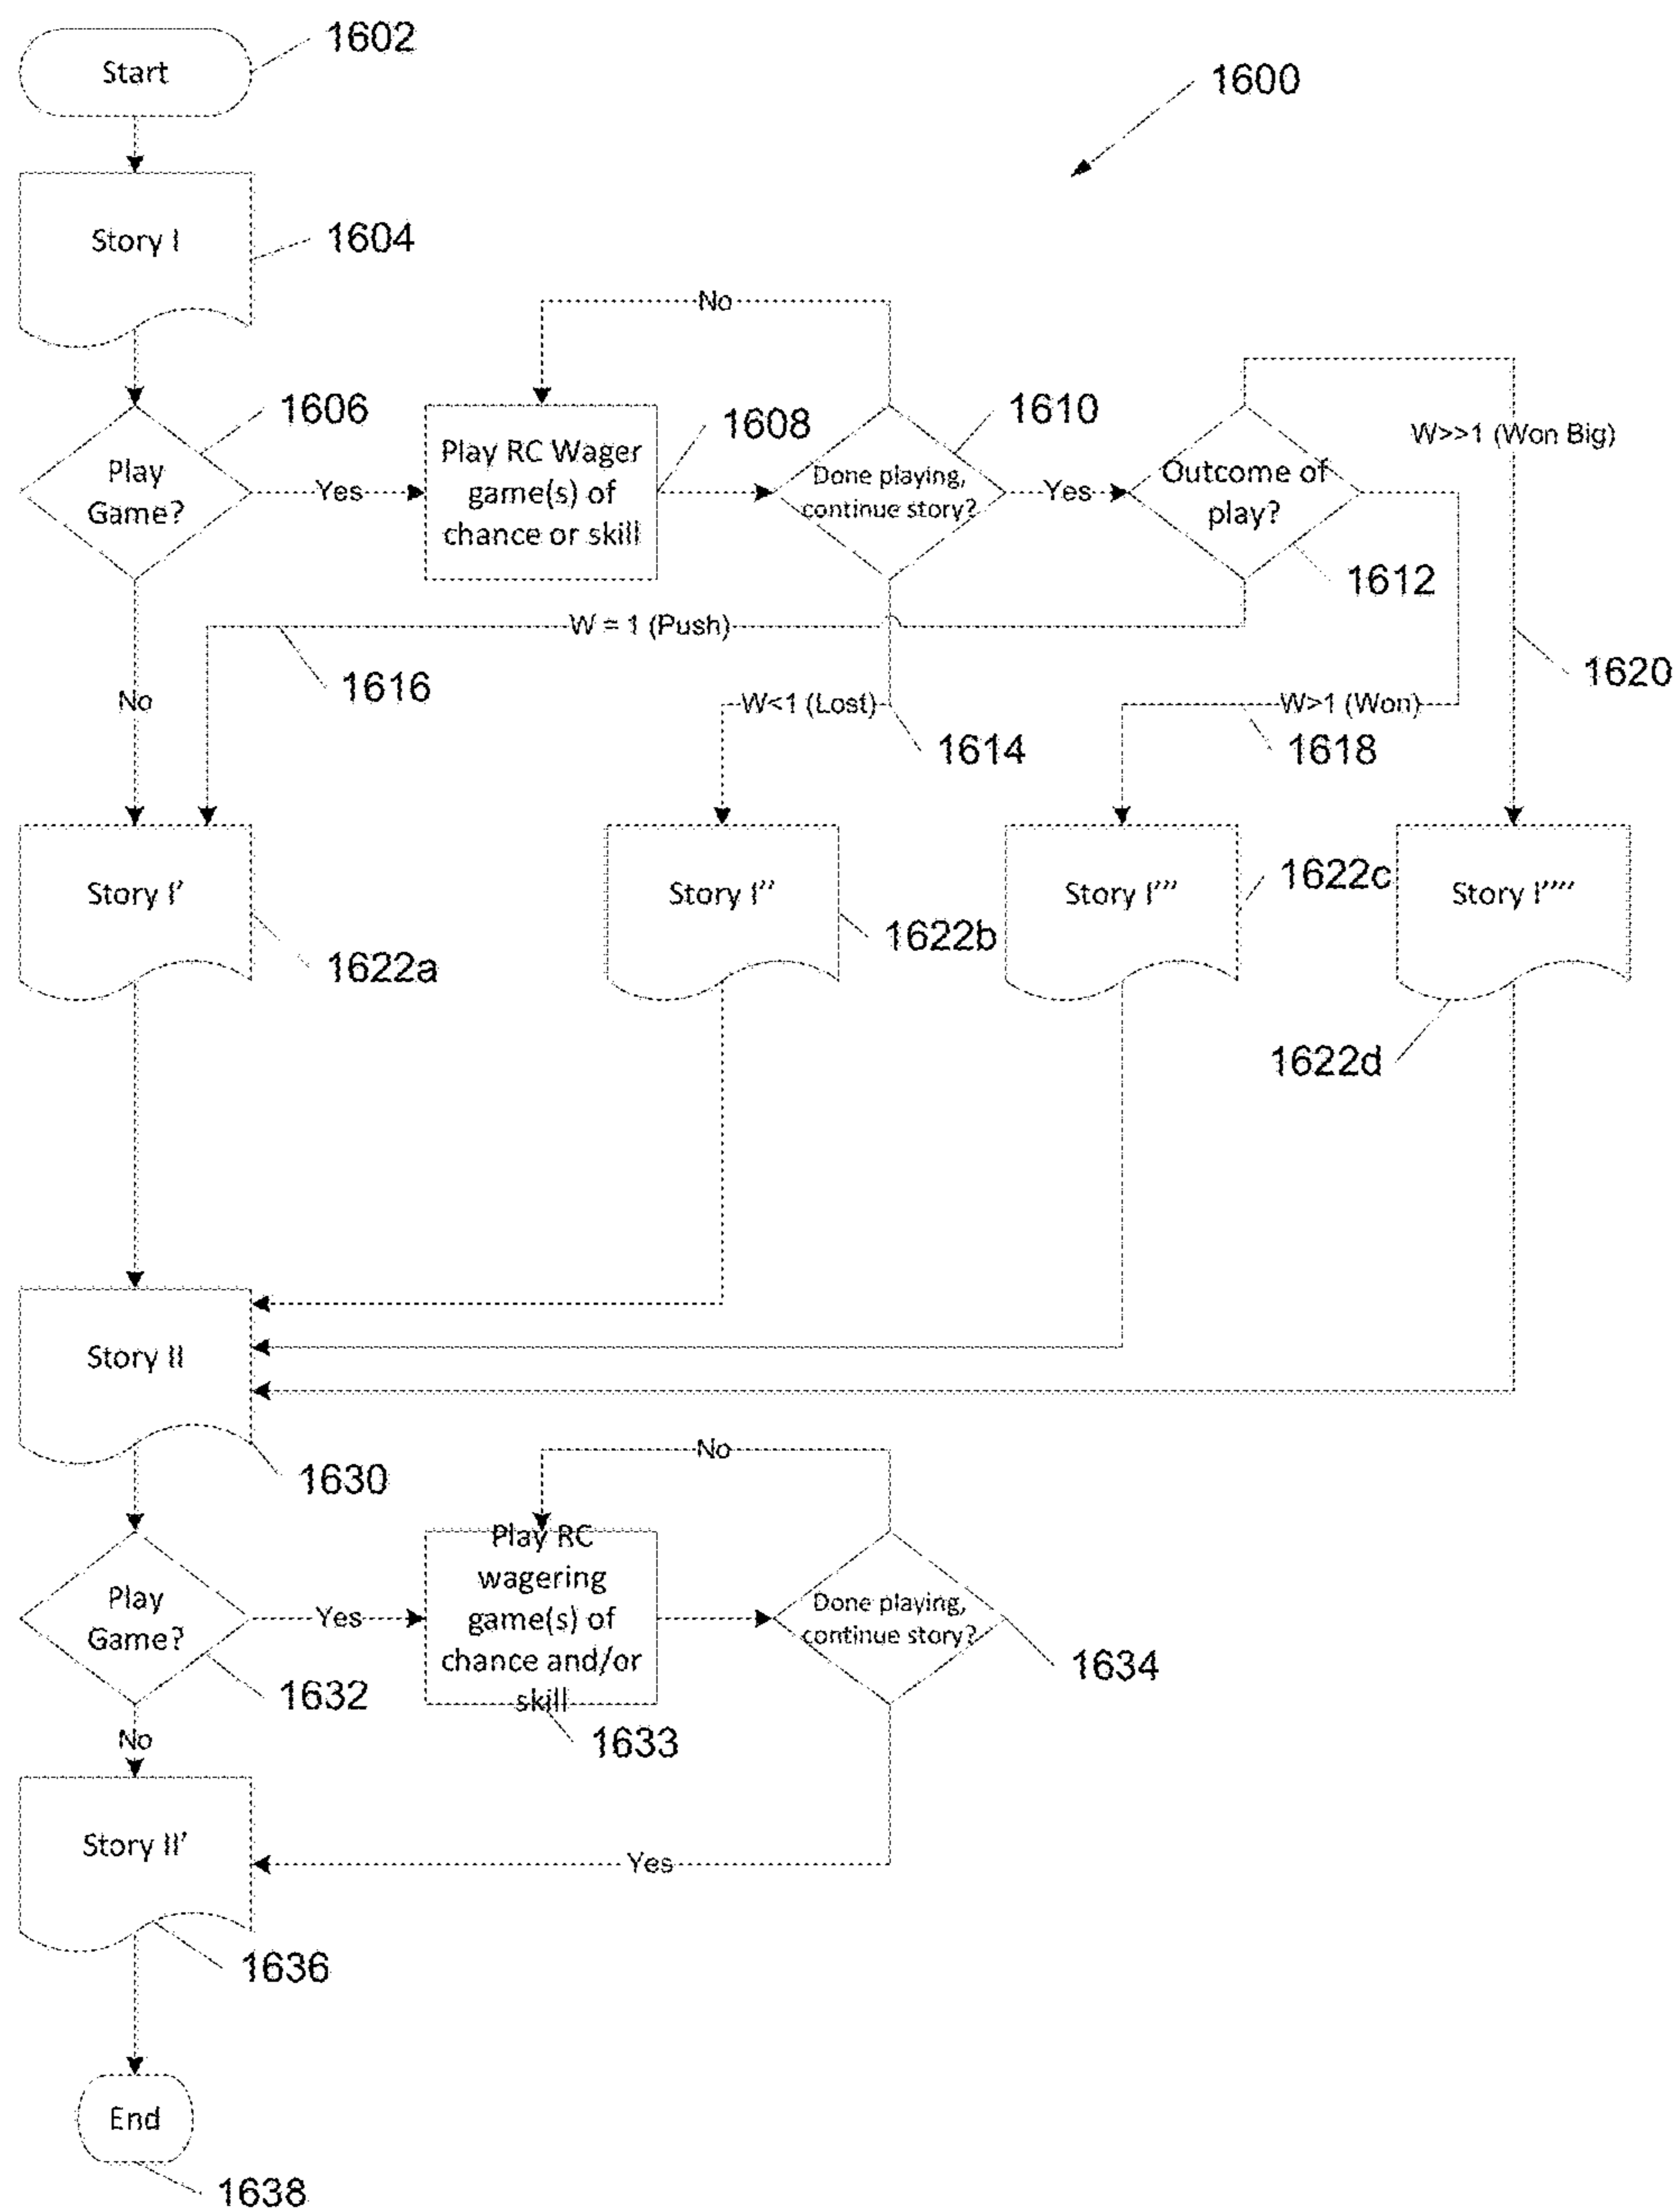 1602
Start
1600
Story I
1604
No
1606
1608
1610
W>>1 (Won Big)
Play
Game?
Yes
Play RC Wager
game(s) of
chance or skill
Done playing,
continue story?
Yes
Outcome of
play?
1612
W = 1 (Push)
1616
1620
No
W<1 (Lost)
1614
W>1 (Won)
1618
Story I'
1622a
Story I''
1622b
Story I'''
1622c
Story I''''
1622d
Story II
1630
No
Play
Game?
Yes
1632
Play RC
wagering
game(s) of
chance and/or
skill
1633
Done playing,
continue story?
1634
No
Story II'
Yes
1636
End
1638